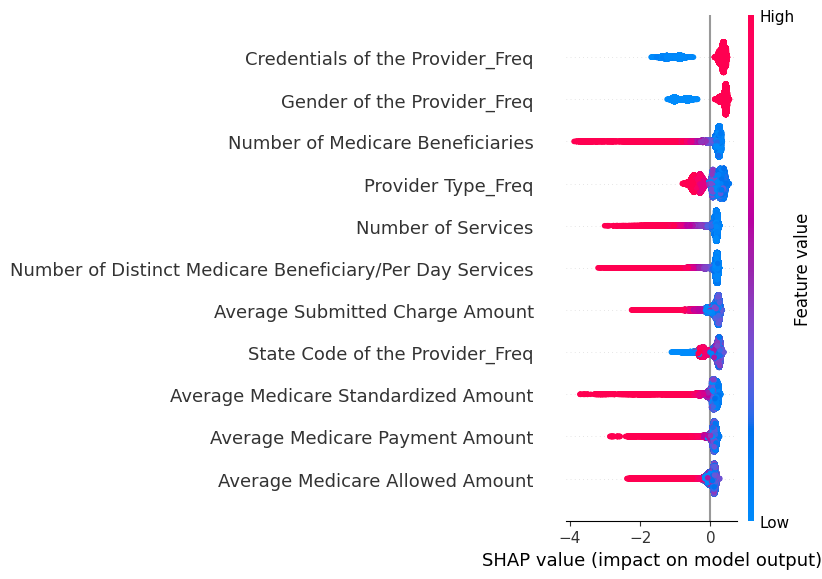 High
Credentials of the Provider_Freq
Gender of the Provider_Freq
Number of Medicare Beneficiaries
Provider Type_Freq
Number of Services
Number of Distinct Medicare Beneficiary/Per Day Services
Average Submitted Charge Amount
State Code of the Provider_Freq
Average Medicare Standardized Amount
Average Medicare Payment Amount
Average Medicare Allowed Amount
Feature value
Low
−4 −2 0
SHAP value (impact on model output)